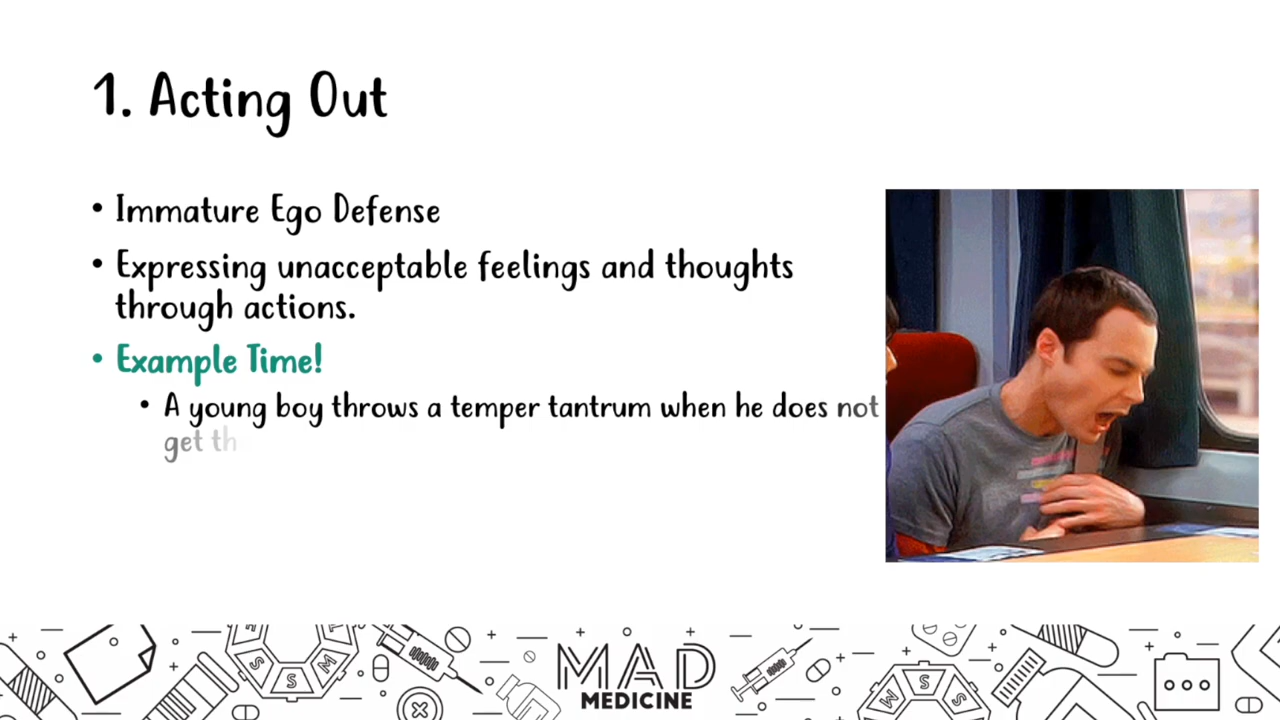 1. Acting Out
• Immature Ego Defense
• Expressing unacceptable feelings and thoughts
through actions.
• Example Time!
• A young boy throws a temper tantrum when he does not
get th
MAD
MEDICINE
S
S
M
S
M
S
S